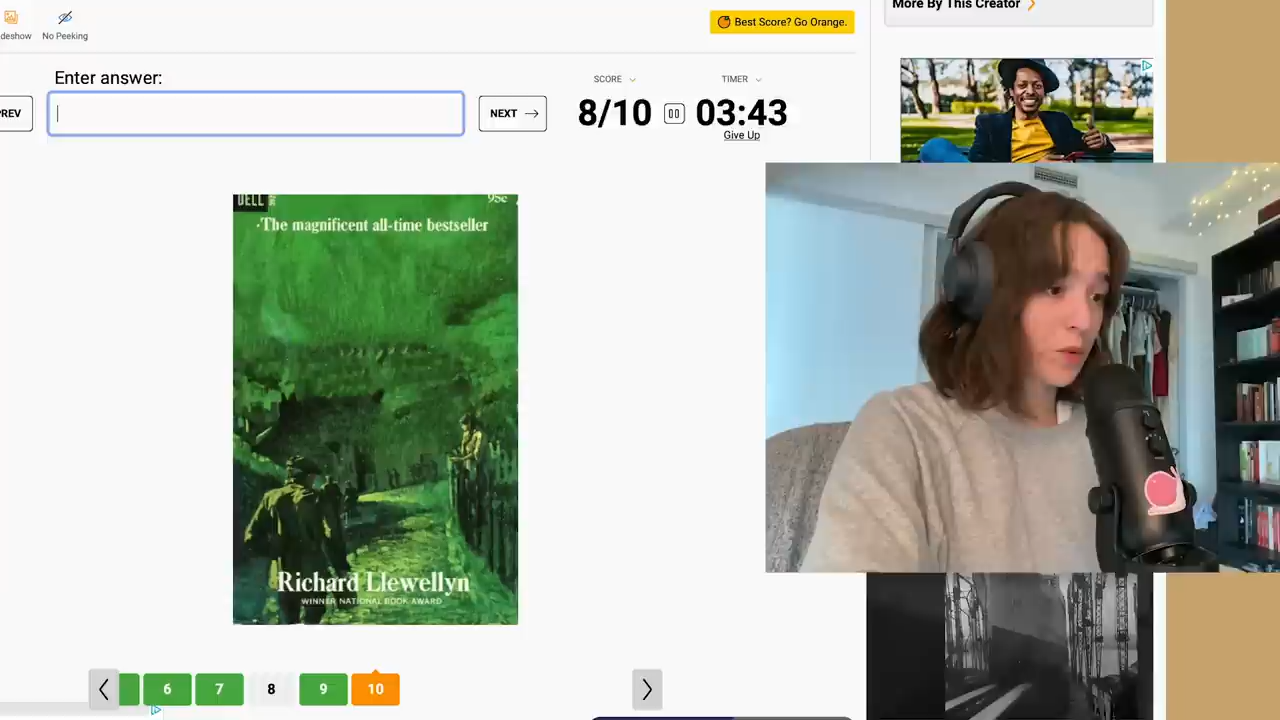 More By This Creator
deshow
No Peeking
Best Score? Go Orange.
Enter answer:
SCORE
TIMER
PREV
NEXT
8/10
03:43
Give Up
DELL
95c
·The magnificent all-time bestseller
Richard Llewellyn
WINNER NATIONAL BOOK AWARD
6
7
8
9
10